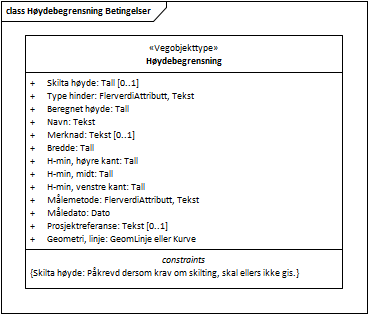 class Høydebegrensning Betingelser
«Vegobjekttype»
Høydebegrensning
+ Skilta høyde: Tall [0..1]
+ Type hinder: FlerverdiAttributt, Tekst
+ Beregnet høyde: Tall
+ Navn: Tekst
+ Merknad: Tekst [0..1]
+ Bredde: Tall
+ H-min, høyre kant: Tall
+ H-min, midt: Tall
+ H-min, venstre kant: Tall
+ Målemetode: FlerverdiAttributt, Tekst
+ Måledato: Dato
+ Prosjektreferanse: Tekst [0..1]
+ Geometri, linje: GeomLinje eller Kurve
constraints
{Skilta høyde: Påkrevd dersom krav om skilting, skal ellers ikke gis.}